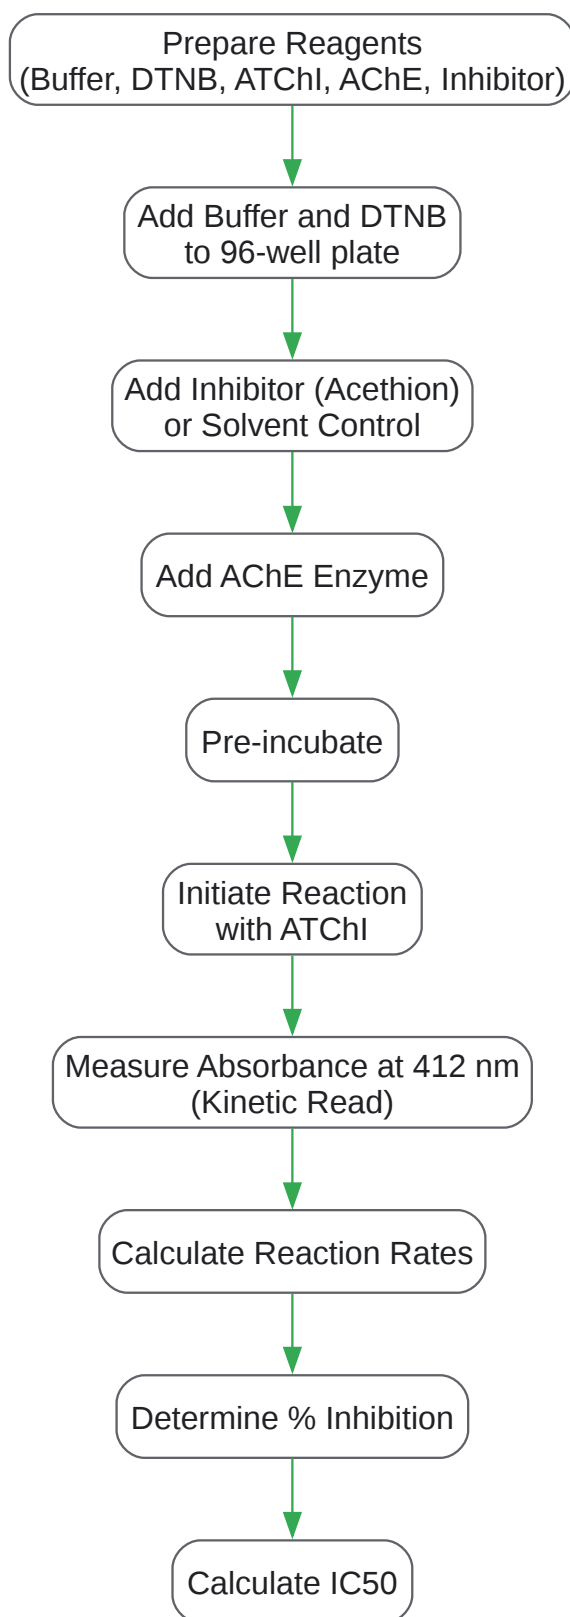 Prepare Reagents
(Buffer, DTNB, ATChI, AChE, Inhibitor)
Add Buffer and DTNB
to 96-well plate
Add Inhibitor (Acethion)
or Solvent Control
Add AChE Enzyme
Pre-incubate
Initiate Reaction
with ATChI
Measure Absorbance at 412 nm
(Kinetic Read)
Calculate Reaction Rates
Determine % Inhibition
Calculate IC50